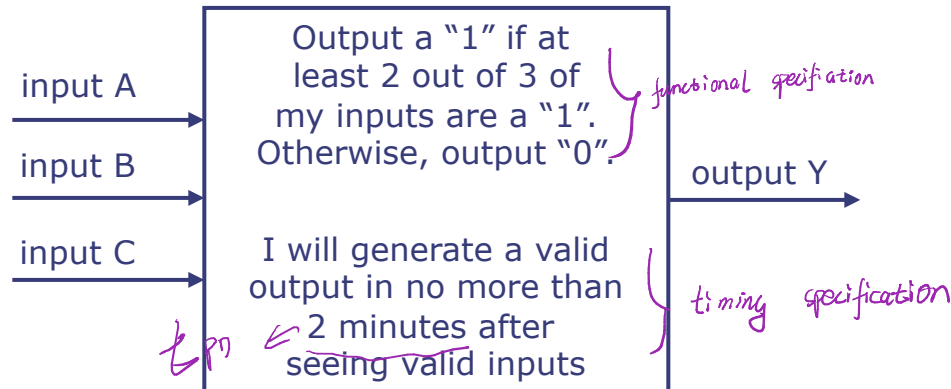 Output a “1” if at
least 2 out of 3 of
my inputs are a “1”.
Otherwise, output “0”.
functional specifiation
input A
input B
input C
output Y
I will generate a valid
output in no more than
2 minutes after
seeing valid inputs
timing specification
tPD